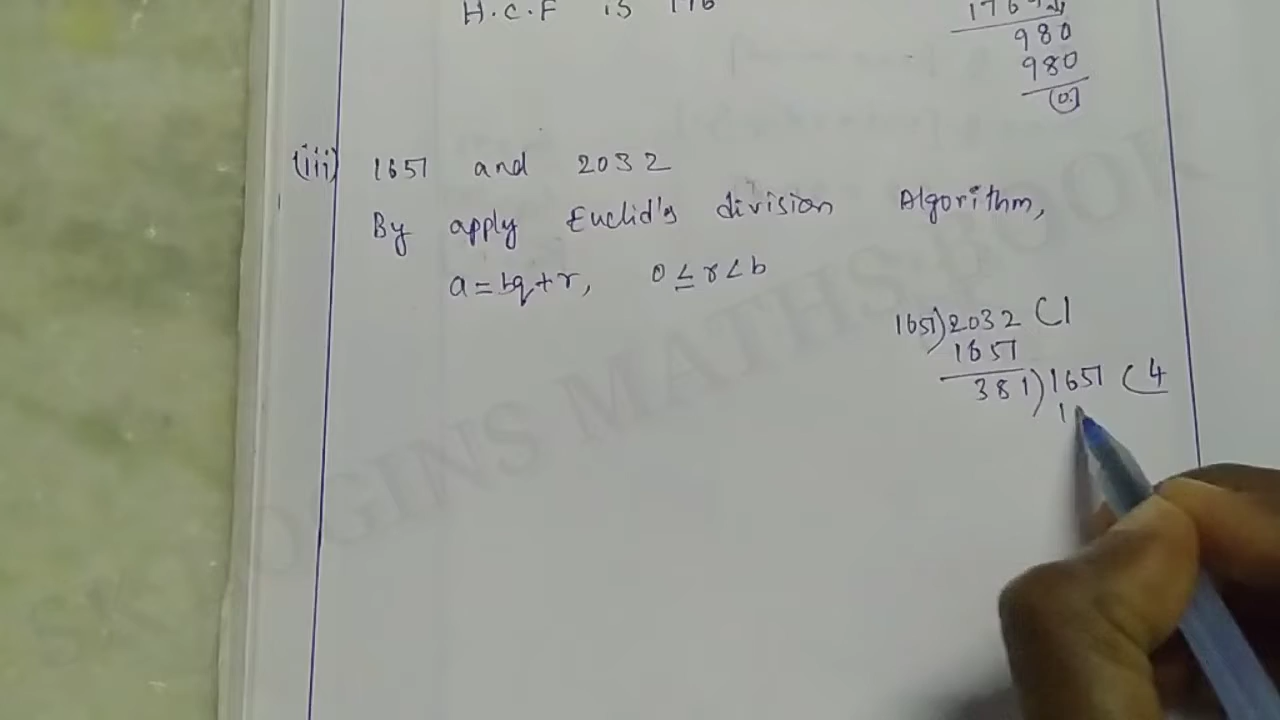 H.C.F is 196
980
980
0
(iii) 1651 and 2032
By apply Euclid's division Algorithm,
a=bq+r, 0≤r<b
1651)2032(1
1651
381)1651(4
1